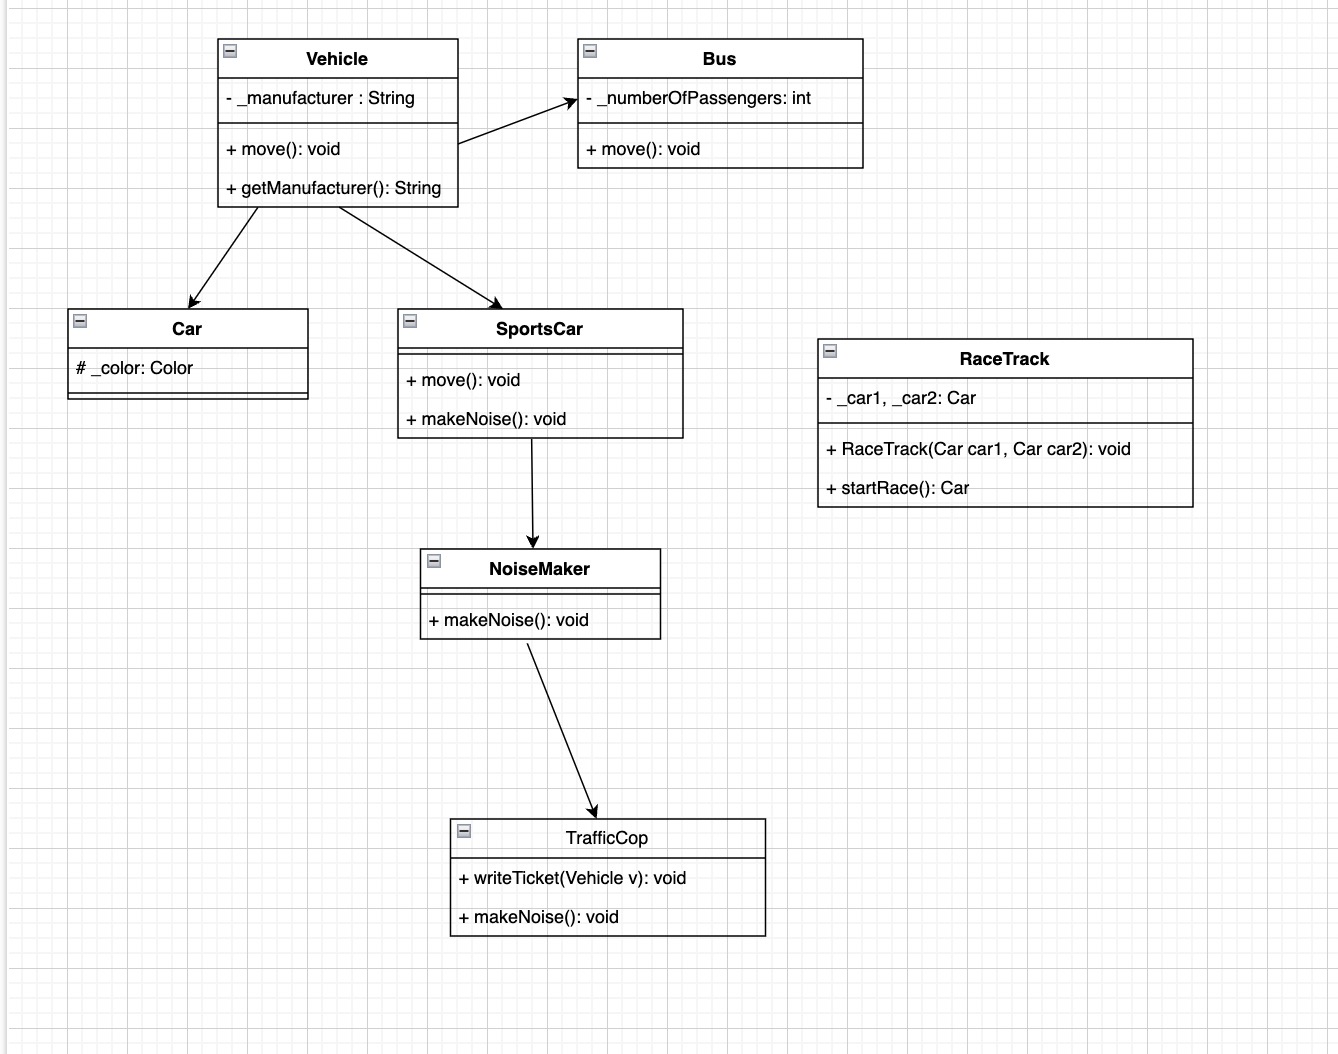 Vehicle
- _manufacturer : String
+ move(): void
+ getManufacturer(): String
Bus
- _numberOfPassengers: int
+ move(): void
Car
# _color: Color
SportsCar
+ move(): void
+ makeNoise(): void
RaceTrack
- _car1, _car2: Car
+ RaceTrack(Car car1, Car car2): void
+ startRace(): Car
NoiseMaker
+ makeNoise(): void
TrafficCop
+ writeTicket(Vehicle v): void
+ makeNoise(): void